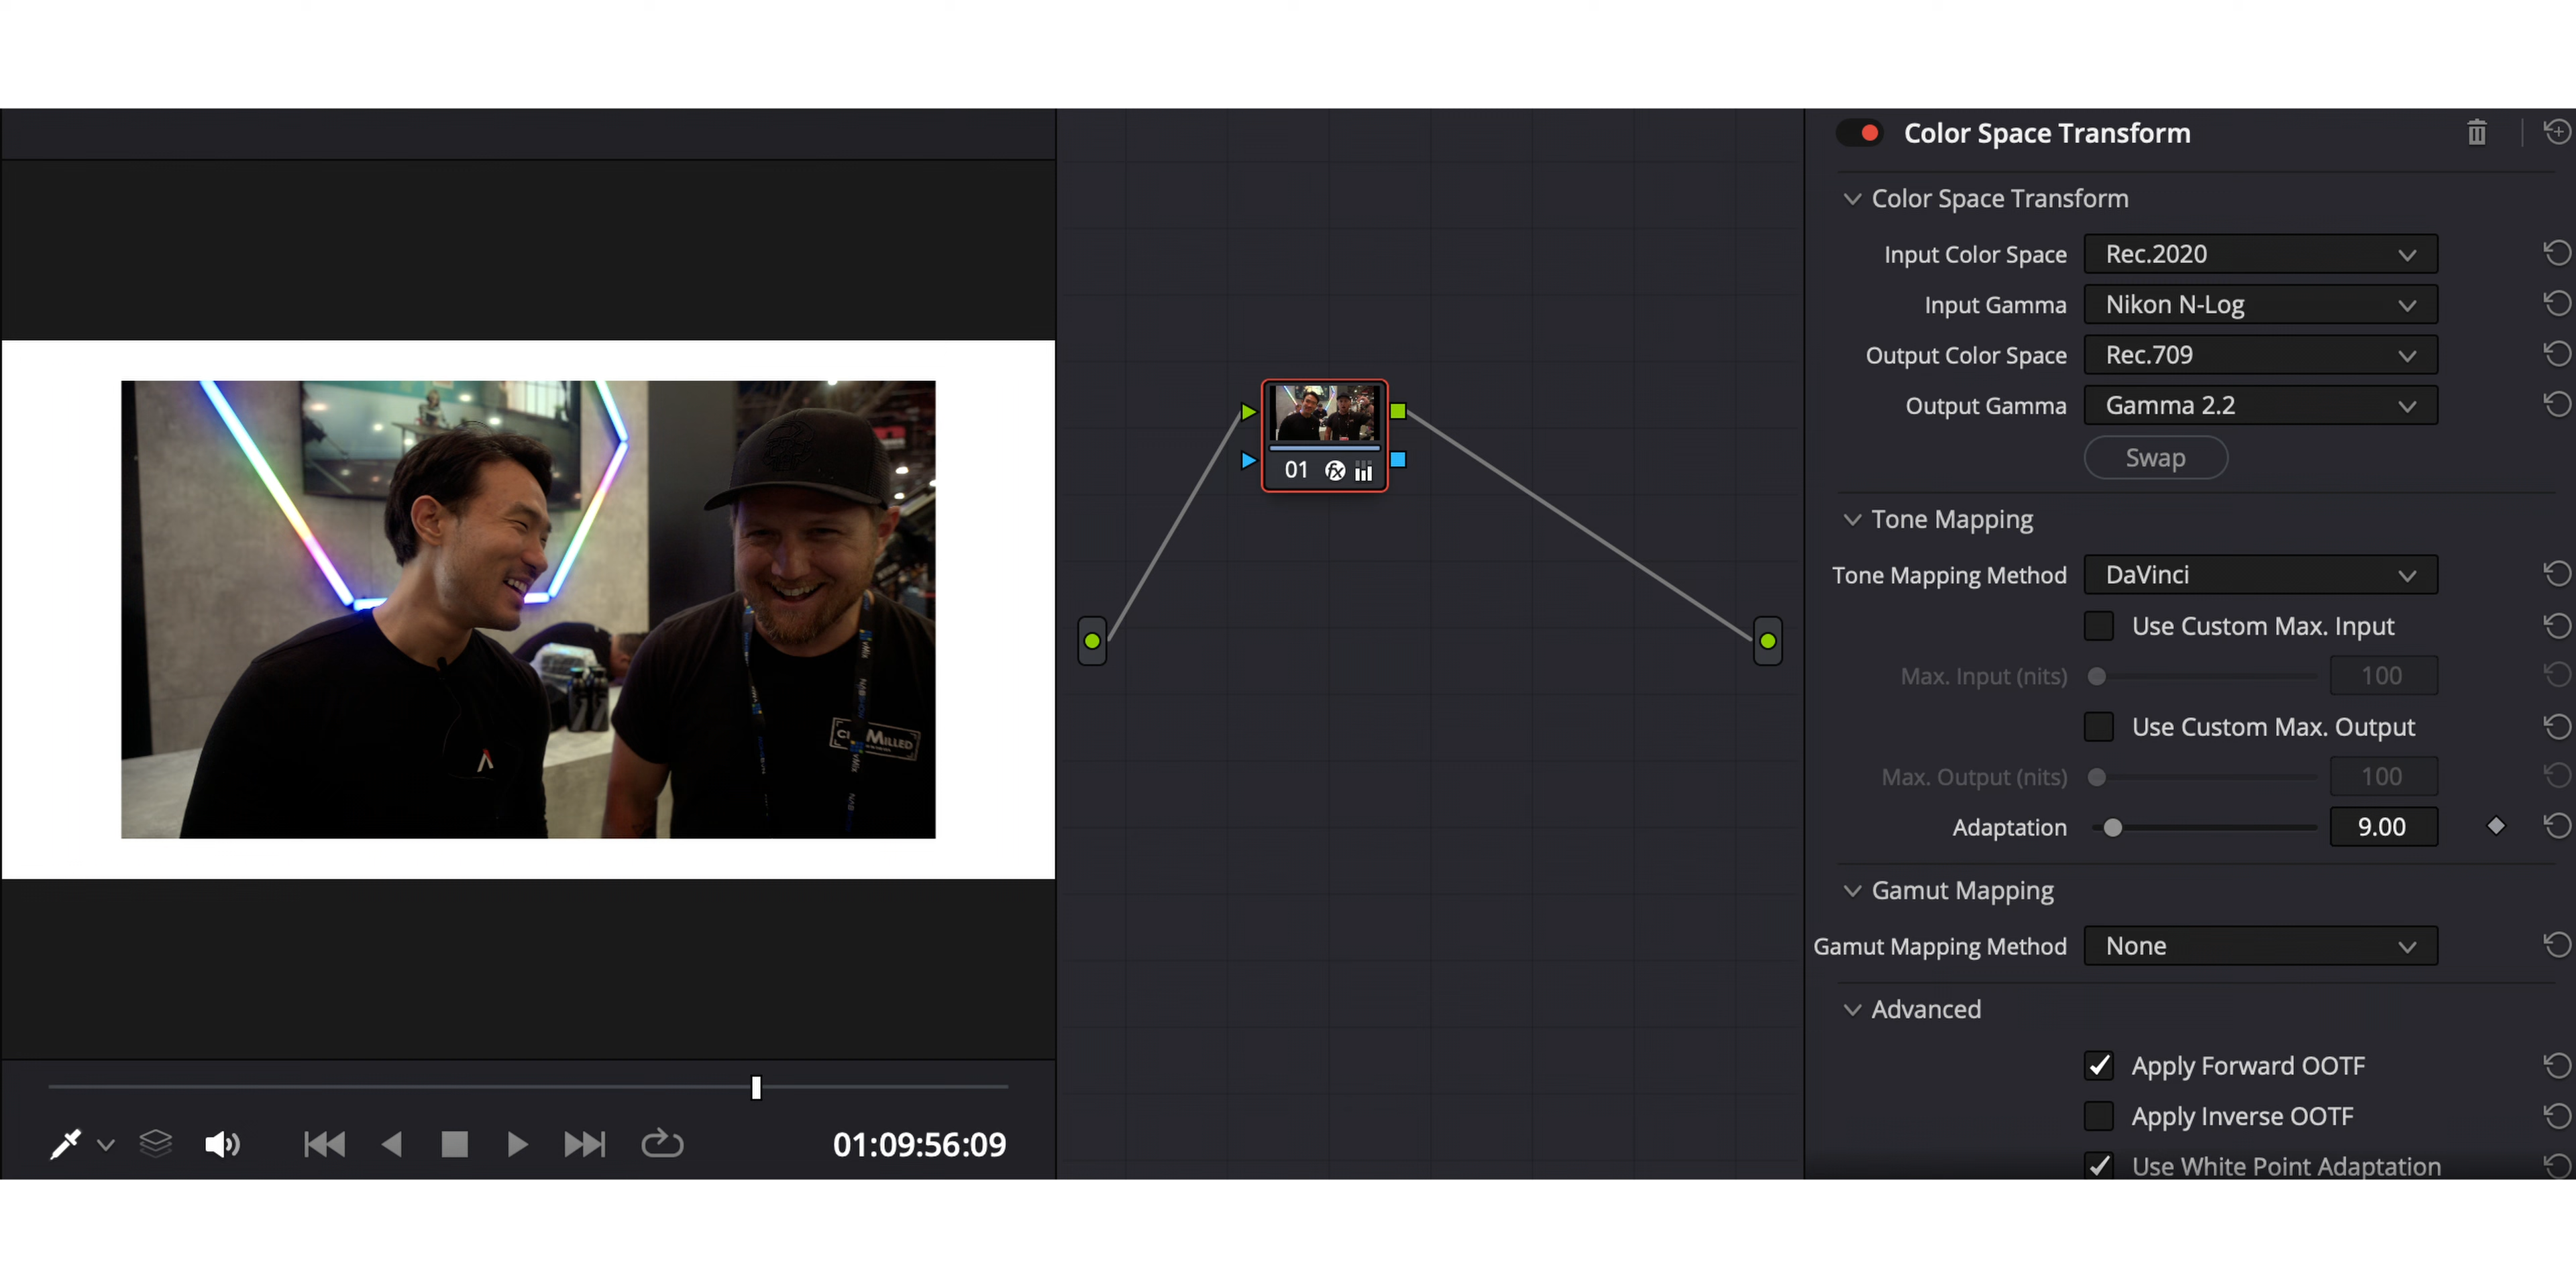 Color Space Transform
Color Space Transform
Input Color Space Rec.2020
Input Gamma Nikon N-Log
Output Color Space Rec.709
Output Gamma Gamma 2.2
Swap
Tone Mapping
Tone Mapping Method DaVinci
Use Custom Max. Input
Max. Input (nits) 100
Use Custom Max. Output
Max. Output (nits) 100
Adaptation 9.00
Gamut Mapping
Gamut Mapping Method None
Advanced
Apply Forward OOTF
Apply Inverse OOTF
Use White Point Adaptation
01 fx
MILLED
01:09:56:09